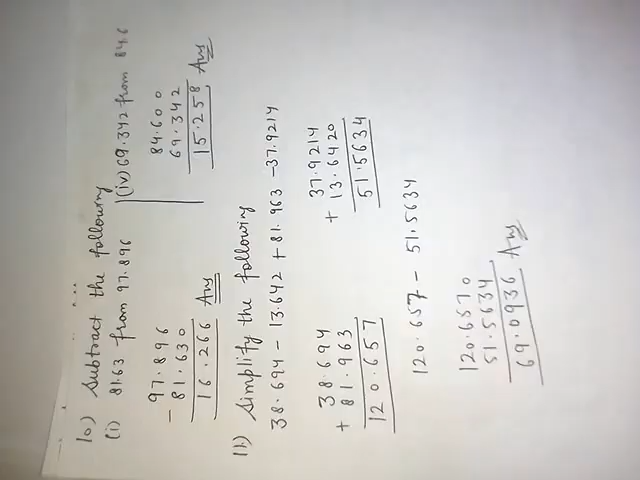 10.) Subtract the following
(i) 81.63 from 97.896
- 97.896
81.630
16.266 Ans
(iv) 69.342 from 84.6
84.600
69.342
15.258 Ans
11.) Simplify the following
38.694 - 13.642 + 81.963 - 37.9214
38.694
+ 81.963
120.657
37.9214
+ 13.6420
51.5634
120.657 - 51.5634
120.6570
51.5634
69.0936 Ans